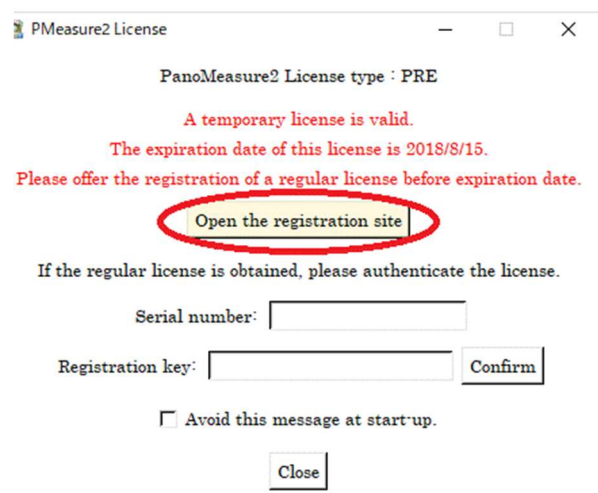 PMeasure2 License
PanoMeasure2 License type : PRE
A temporary license is valid.
The expiration date of this license is 2018/8/15.
Please offer the registration of a regular license before expiration date.
Open the registration site
If the regular license is obtained, please authenticate the license.
Serial number:
Registration key:
Confirm
Avoid this message at start-up.
Close